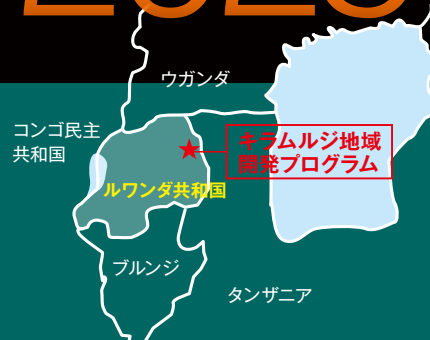 2023
ウガンダ
コンゴ民主
共和国
キラムルジ地域
開発プログラム
ルワンダ共和国
ブルンジ
タンザニア